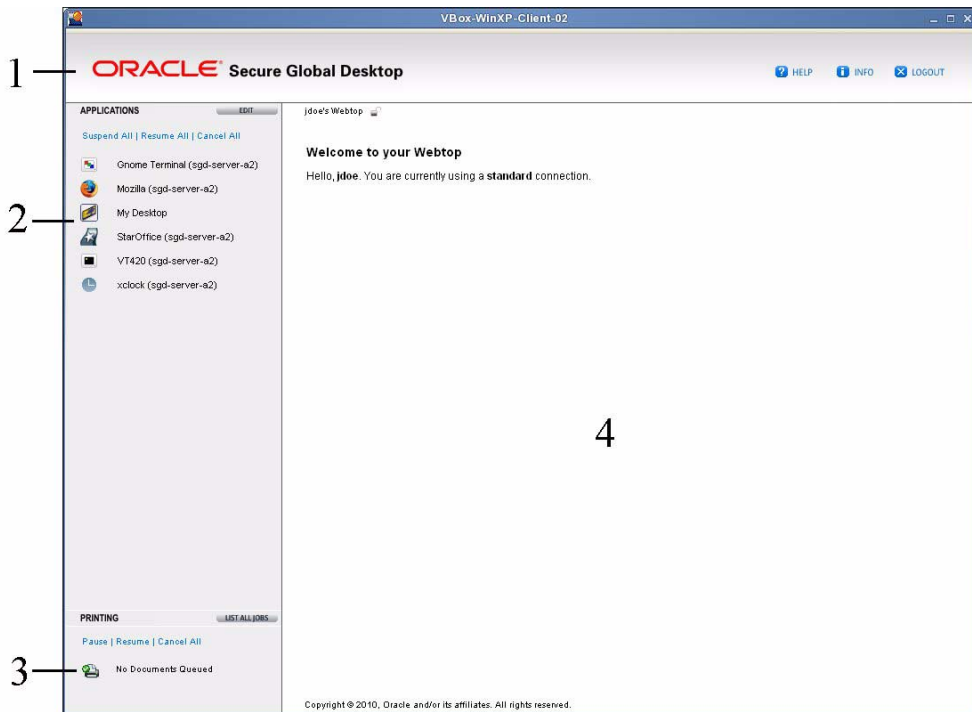 VBox-WinXP-Client-02
1
ORACLE® Secure Global Desktop
HELP INFO LOGOUT
APPLICATIONS EDIT
Suspend All | Resume All | Cancel All
Gnome Terminal (sgd-server-a2)
Mozilla (sgd-server-a2)
2
My Desktop
StarOffice (sgd-server-a2)
VT420 (sgd-server-a2)
xclock (sgd-server-a2)
jdoe's Webtop
Welcome to your Webtop
Hello, jdoe. You are currently using a standard connection.
4
PRINTING LIST ALL JOBS
Pause | Resume | Cancel All
3
No Documents Queued
Copyright © 2010, Oracle and/or its affiliates. All rights reserved.